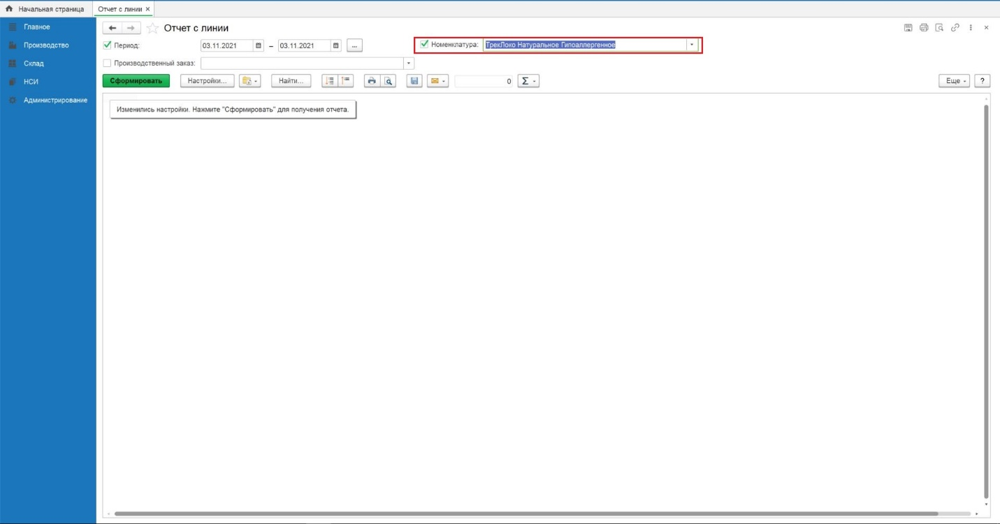 Начальная страница
Отчет с линии ×
Главное
Производство
Склад
НСИ
Администрирование
Отчет с линии
Период: 03.11.2021 – 03.11.2021 ...
Номенклатура: ТрекЛоко Натуральное Гипоаллергенное
Производственный заказ:
Сформировать Настройки... Найти... 0 Σ Еще ?
Изменились настройки. Нажмите "Сформировать" для получения отчета.